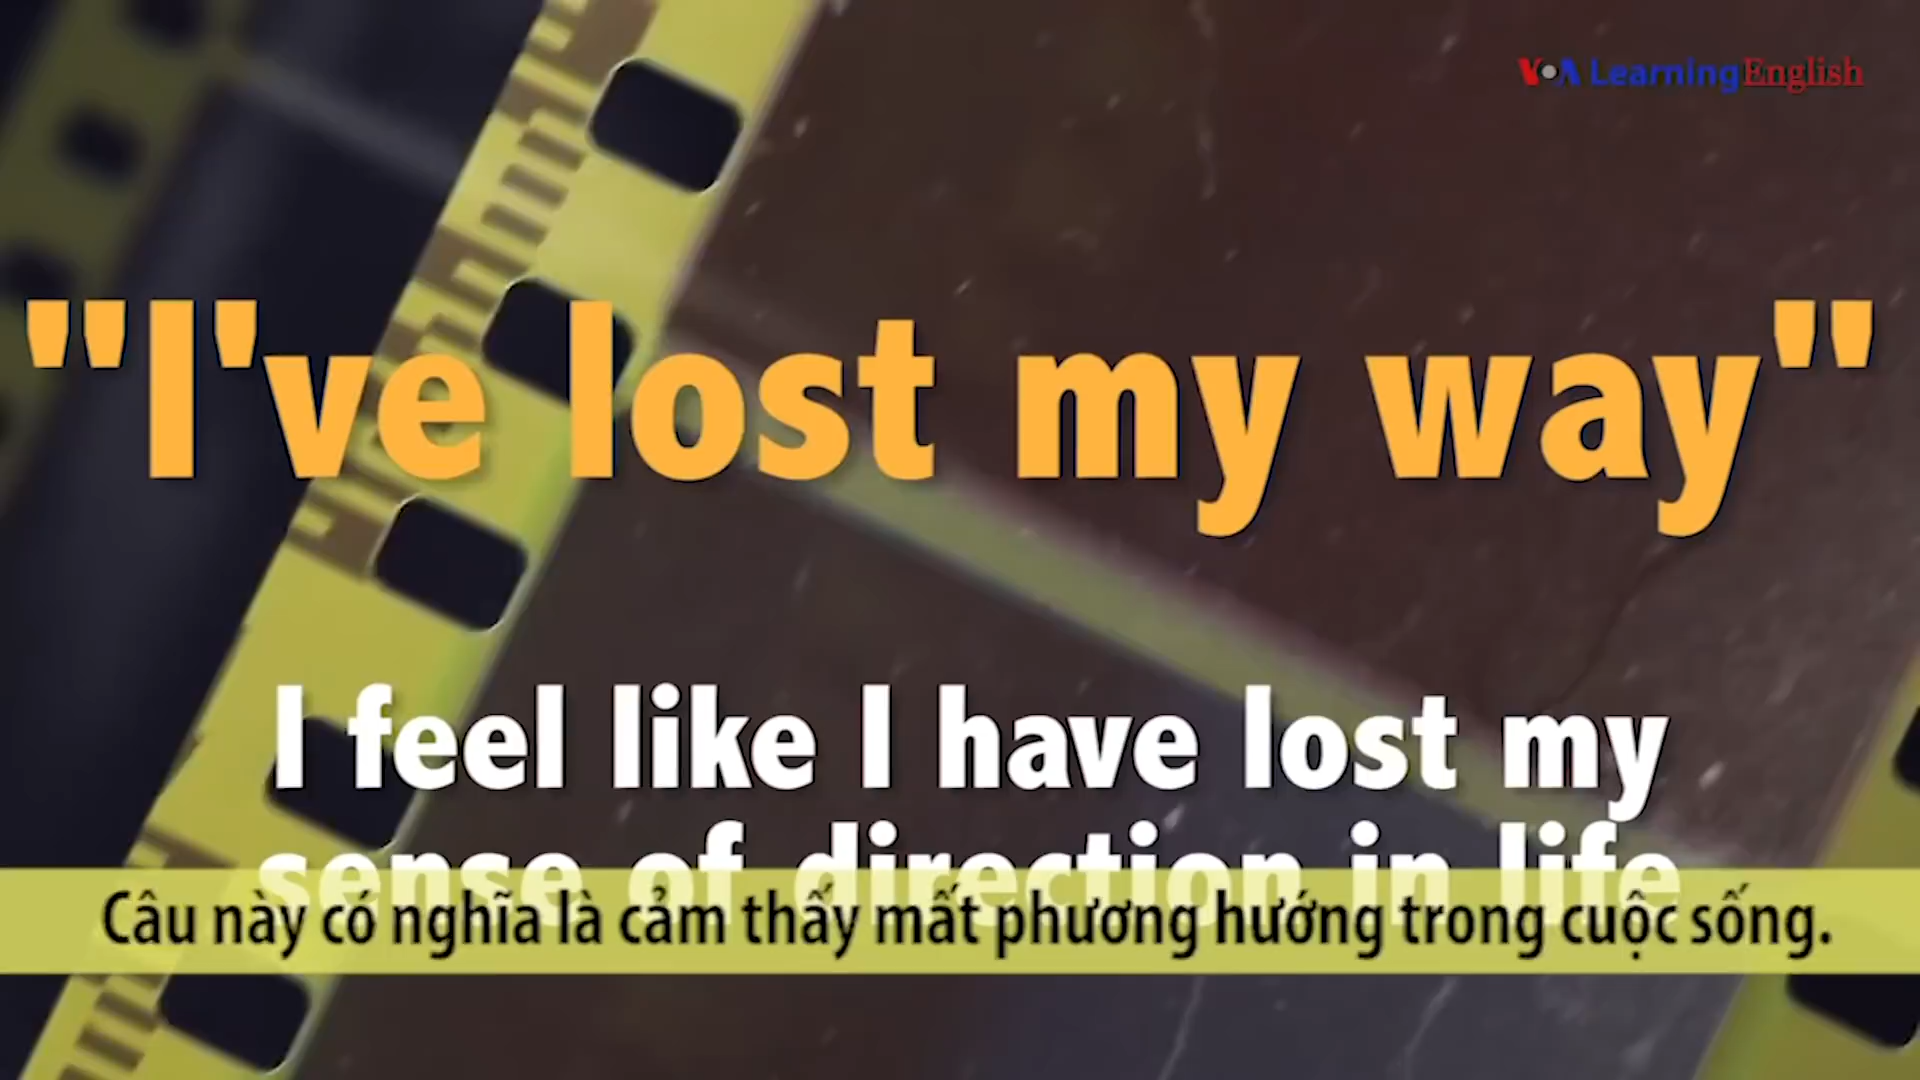 VOA Learning English
"I've lost my way"
I feel like I have lost my
sense of direction in life
Câu này có nghĩa là cảm thấy mất phương hướng trong cuộc sống.